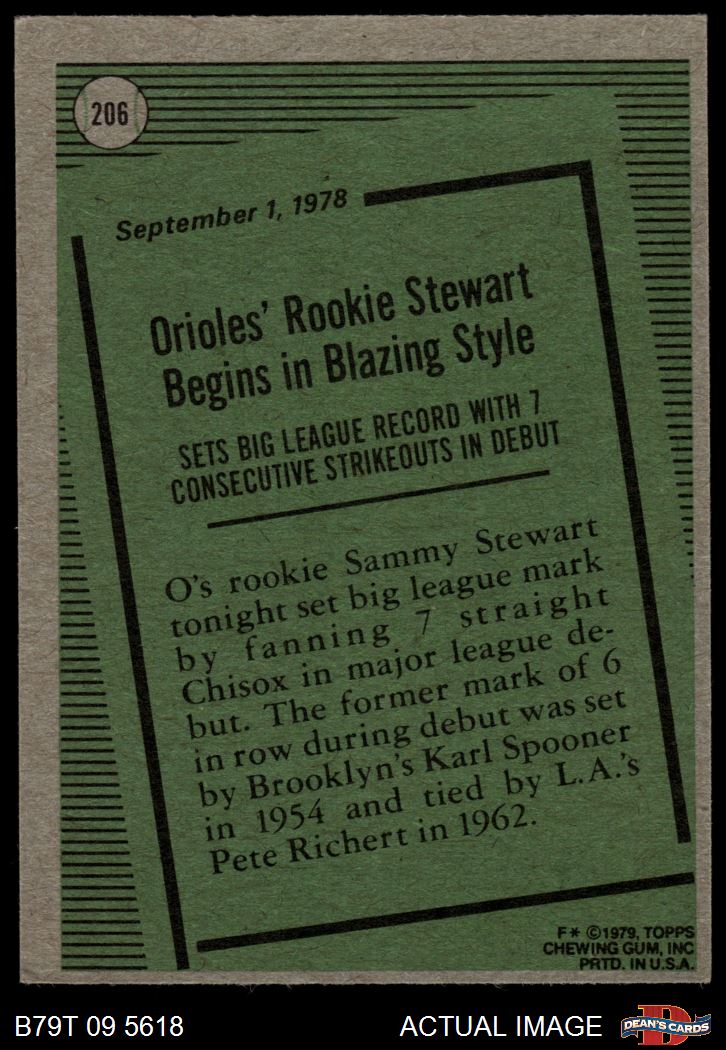 206
September 1, 1978
Orioles' Rookie Stewart
Begins in Blazing Style
SETS BIG LEAGUE RECORD WITH 7
CONSECUTIVE STRIKEOUTS IN DEBUT
O's rookie Sammy Stewart
tonight set big league mark
by fanning 7 straight
Chisox in major league de-
but. The former mark of 6
in row during debut was set
by Brooklyn's Karl Spooner
in 1954 and tied by L.A.'s
Pete Richert in 1962.
F* ©1979, TOPPS
CHEWING GUM, INC
PRTD. IN U.S.A.
B79T 09 5618
ACTUAL IMAGE
D
DEAN'S CARDS